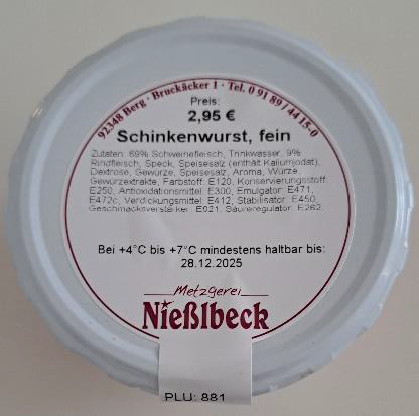 92348 Berg · Bruckäcker 1 · Tel. 0 91 89 / 44 15-0
Preis:
2,95 €
Schinkenwurst, fein
Zutaten: 69% Schweinefleisch, Trinkwasser, 9%
Rindfleisch, Speck, Speisesalz (enthält Kaliumjodat),
Dextrose, Gewürze, Speisesalz, Aroma, Würze,
Gewürzextrakte, Farbstoff: E120, Konservierungsstoff:
E250, Antioxidationsmittel: E300, Emulgator: E471,
E472c, Verdickungsmittel: E412, Stabilisator: E450,
Geschmacksverstärker: E621, Säureregulator: E262,
Bei +4°C bis +7°C mindestens haltbar bis:
28.12.2025
Metzgerei
Nießlbeck
PLU: 881